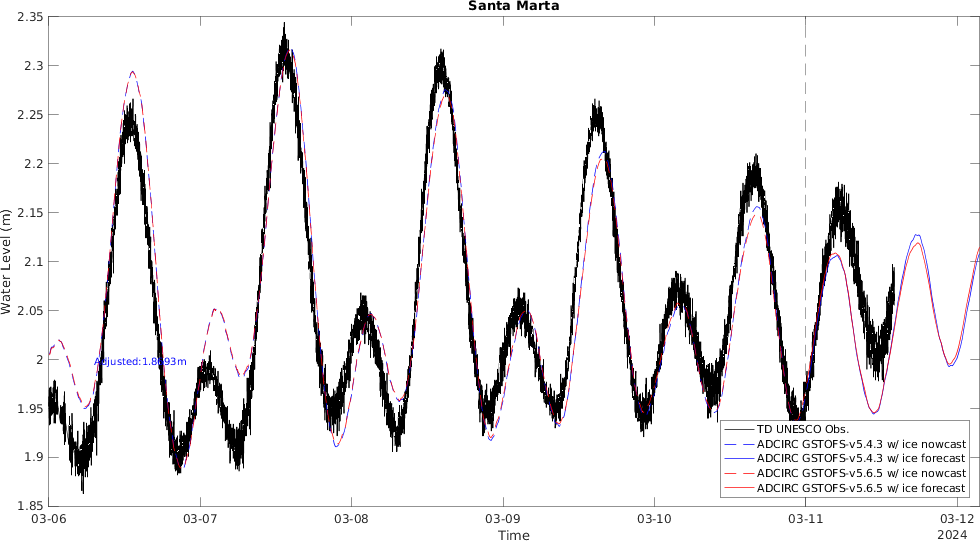 Santa Marta
2.35
2.3
2.25
2.2
2.15
2.1
2.05
2
1.95
1.9
1.85
Water Level (m)
TD UNESCO Obs.
ADCIRC GSTOFS-v5.4.3 w/ ice nowcast
ADCIRC GSTOFS-v5.4.3 w/ ice forecast
ADCIRC GSTOFS-v5.6.5 w/ ice nowcast
ADCIRC GSTOFS-v5.6.5 w/ ice forecast
03-06 03-07 03-08 03-09 03-10 03-11 03-12
Time
2024